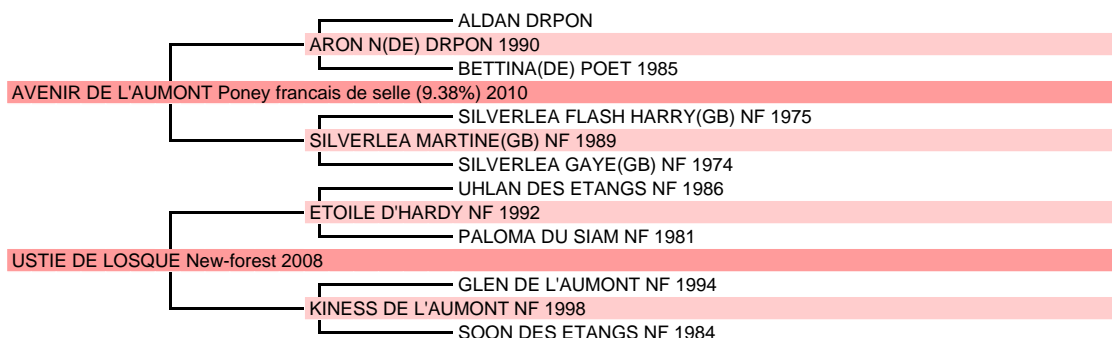 ALDAN DRPON
ARON N(DE) DRPON 1990
BETTINA(DE) POET 1985
AVENIR DE L'AUMONT Poney francais de selle (9.38%) 2010
SILVERLEA FLASH HARRY(GB) NF 1975
SILVERLEA MARTINE(GB) NF 1989
SILVERLEA GAYE(GB) NF 1974
UHLAN DES ETANGS NF 1986
ETOILE D'HARDY NF 1992
PALOMA DU SIAM NF 1981
USTIE DE LOSQUE New-forest 2008
GLEN DE L'AUMONT NF 1994
KINESS DE L'AUMONT NF 1998
SOON DES ETANGS NF 1984